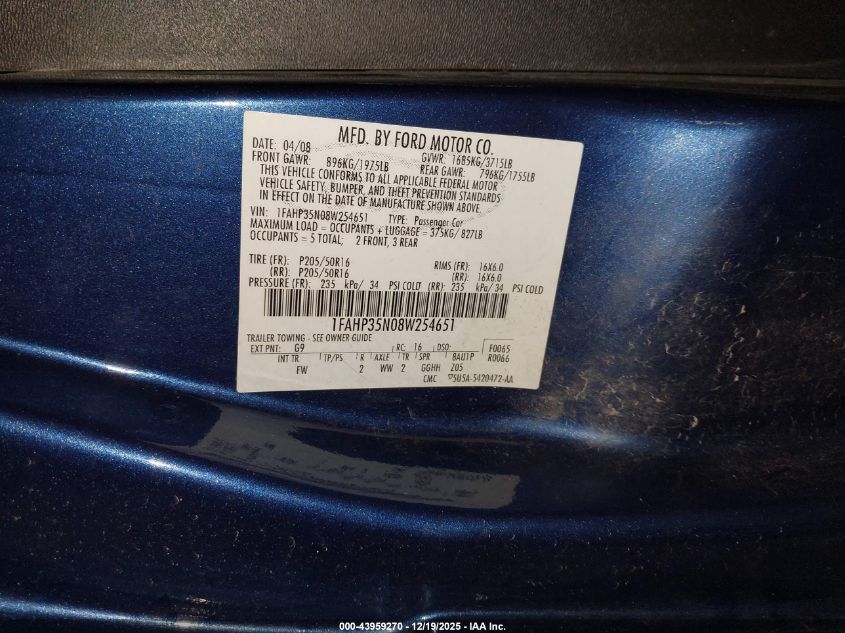 MFD. BY FORD MOTOR CO.
DATE: 04/08 GVWR: 1685KG/3715LB
FRONT GAWR: 896KG/1975LB REAR GAWR: 796KG/1755LB
THIS VEHICLE CONFORMS TO ALL APPLICABLE FEDERAL MOTOR
VEHICLE SAFETY, BUMPER, AND THEFT PREVENTION STANDARDS
IN EFFECT ON THE DATE OF MANUFACTURE SHOWN ABOVE.
VIN: 1FAHP35N08W254651 TYPE: Passenger Car
MAXIMUM LOAD = OCCUPANTS + LUGGAGE = 375KG/ 827LB
OCCUPANTS = 5 TOTAL; 2 FRONT, 3 REAR
TIRE (FR): P205/50R16 RIMS (FR): 16X6.0
(RR): P205/50R16 (RR): 16X6.0
PRESSURE (FR): 235 kPa/ 34 PSI COLD (RR): 235 kPa/ 34 PSI COLD
1FAHP35N08W254651
TRAILER TOWING - SEE OWNER GUIDE
EXT PNT: G9 RC: 16 DSO: F0065
INT TR TP/PS R AXLE TR SPR BAU1P R0066
FW 2 WW 2 GGHH Z05
CMC ▽5U5A-5420472-AA
000-43959270 - 12/19/2025 - IAA Inc.